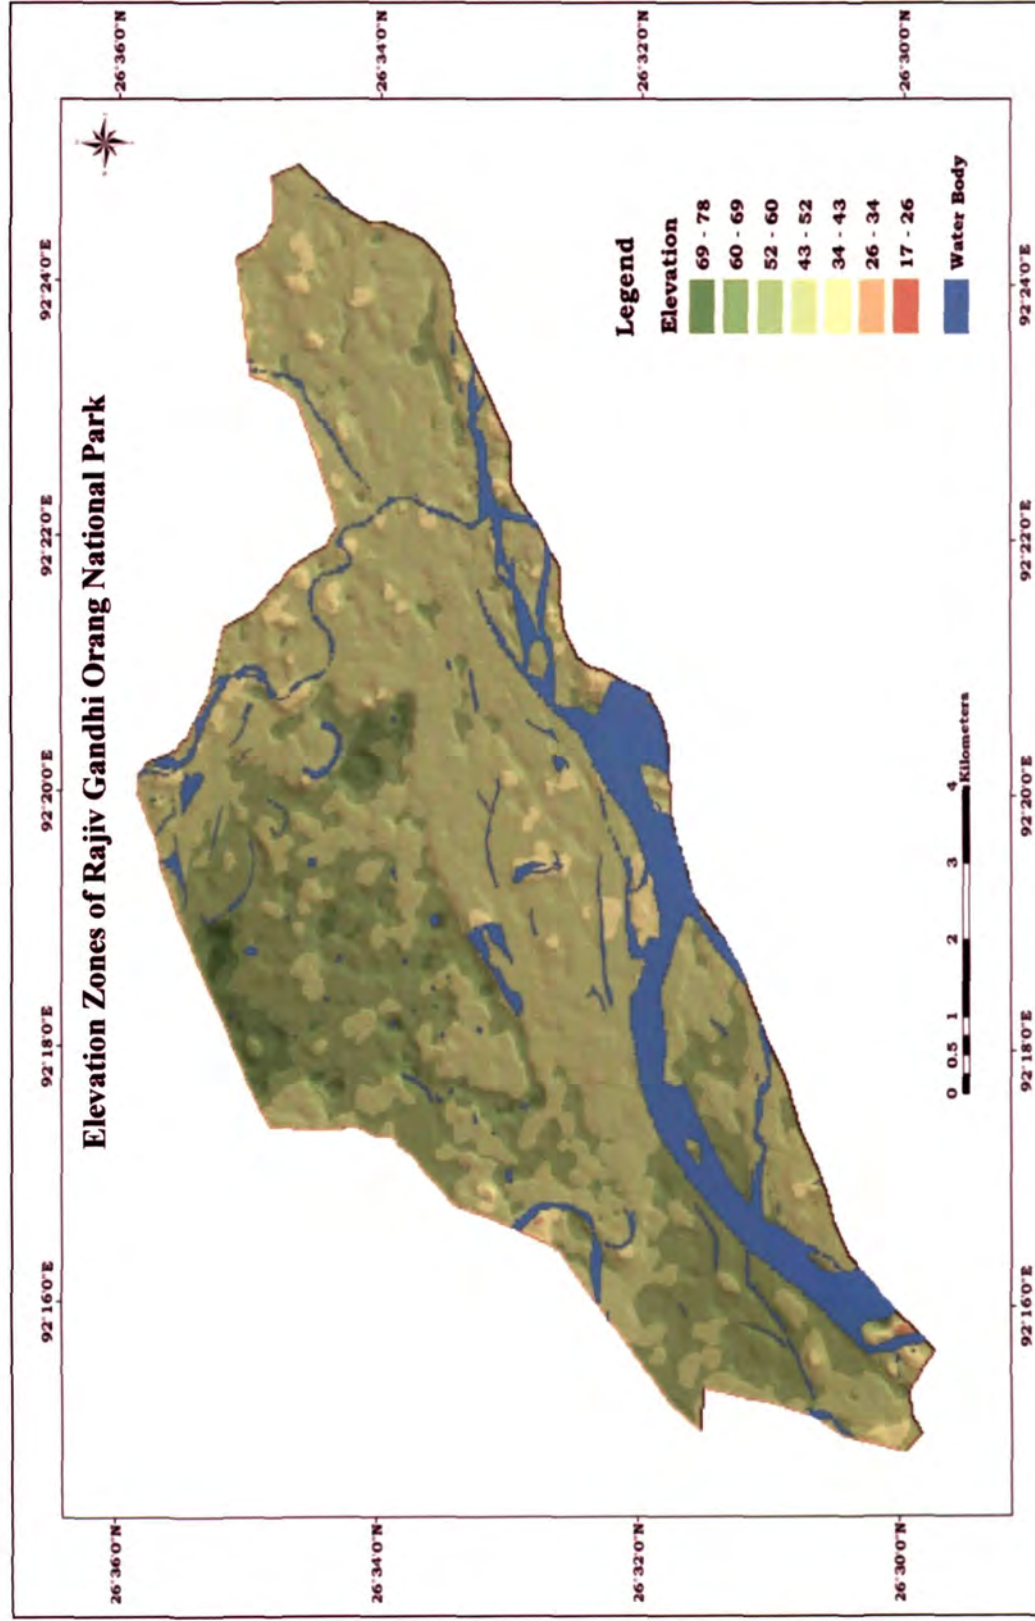 Elevation Zones of Rajiv Gandhi Orang National Park
92°16'0"E
92°18'0"E
92°20'0"E
92°22'0"E
92°24'0"E
26°36'0"N
26°34'0"N
26°32'0"N
26°30'0"N
26°36'0"N
26°34'0"N
26°32'0"N
26°30'0"N
Legend
Elevation
69 - 78
60 - 69
52 - 60
43 - 52
34 - 43
26 - 34
17 - 26
Water Body
0 0.5 1 2 3 4
Kilometers
92°16'0"E
92°18'0"E
92°20'0"E
92°22'0"E
92°24'0"E